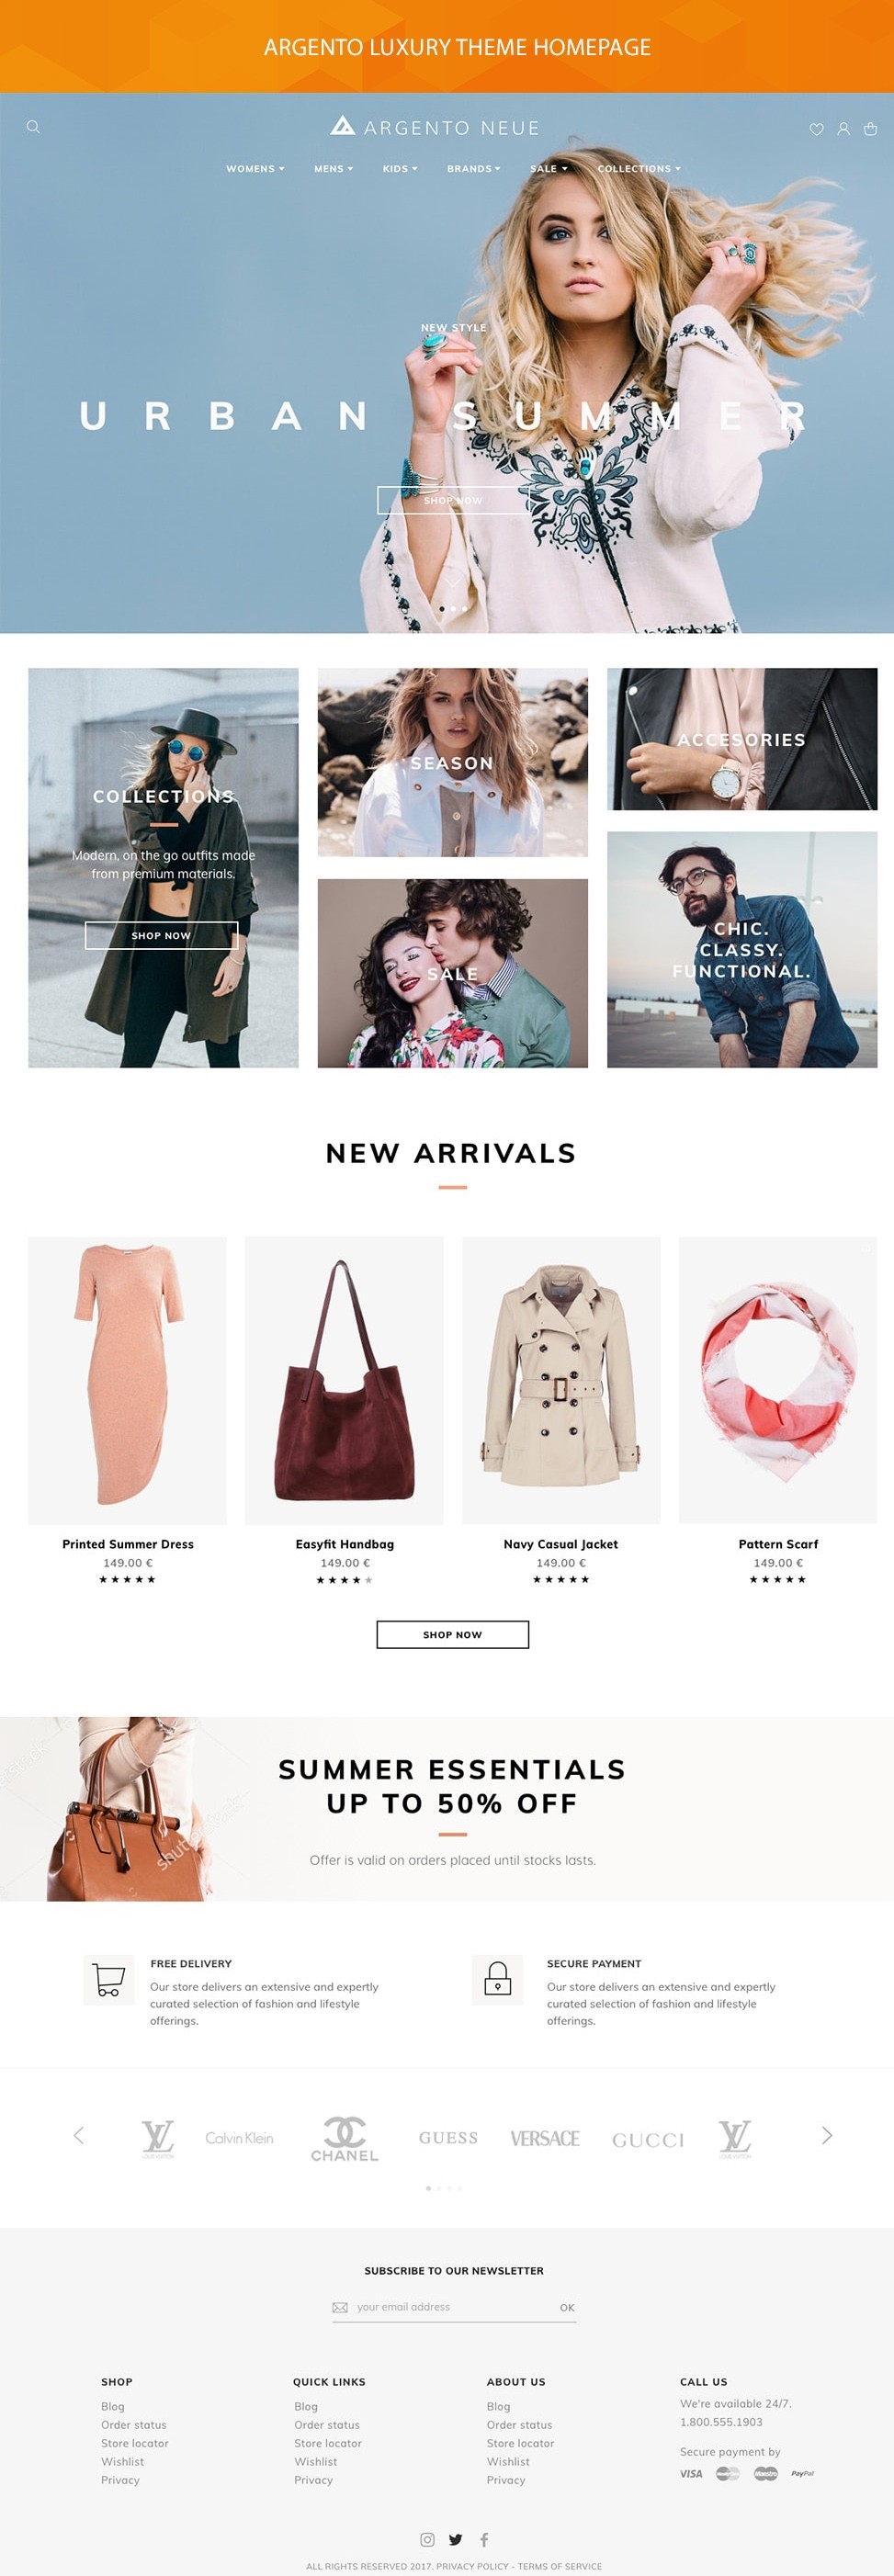 ARGENTO LUXURY THEME HOMEPAGE
ARGENTO NEUE
WOMENS MENS KIDS BRANDS SALE COLLECTIONS
NEW STYLE
URBAN SUMMER
SHOP NOW
COLLECTIONS
Modern, on the go outfits made
from premium materials.
SHOP NOW
SEASON
SALE
ACCESORIES
CHIC.
CLASSY.
FUNCTIONAL.
NEW ARRIVALS
Printed Summer Dress
149.00 €
Easyfit Handbag
149.00 €
Navy Casual Jacket
149.00 €
Pattern Scarf
149.00 €
SHOP NOW
shutterstock
SUMMER ESSENTIALS
UP TO 50% OFF
Offer is valid on orders placed until stocks lasts.
FREE DELIVERY
Our store delivers an extensive and expertly
curated selection of fashion and lifestyle
offerings.
SECURE PAYMENT
Our store delivers an extensive and expertly
curated selection of fashion and lifestyle
offerings.
LV
LOUIS VUITTON
Calvin Klein
CHANEL
GUESS
VERSACE
GUCCI
LV
LOUIS VUITTON
SUBSCRIBE TO OUR NEWSLETTER
your email address OK
SHOP
Blog
Order status
Store locator
Wishlist
Privacy
QUICK LINKS
Blog
Order status
Store locator
Wishlist
Privacy
ABOUT US
Blog
Order status
Store locator
Wishlist
Privacy
CALL US
We're available 24/7.
1.800.555.1903
Secure payment by
VISA MasterCard Maestro PayPal
ALL RIGHTS RESERVED 2017. PRIVACY POLICY - TERMS OF SERVICE